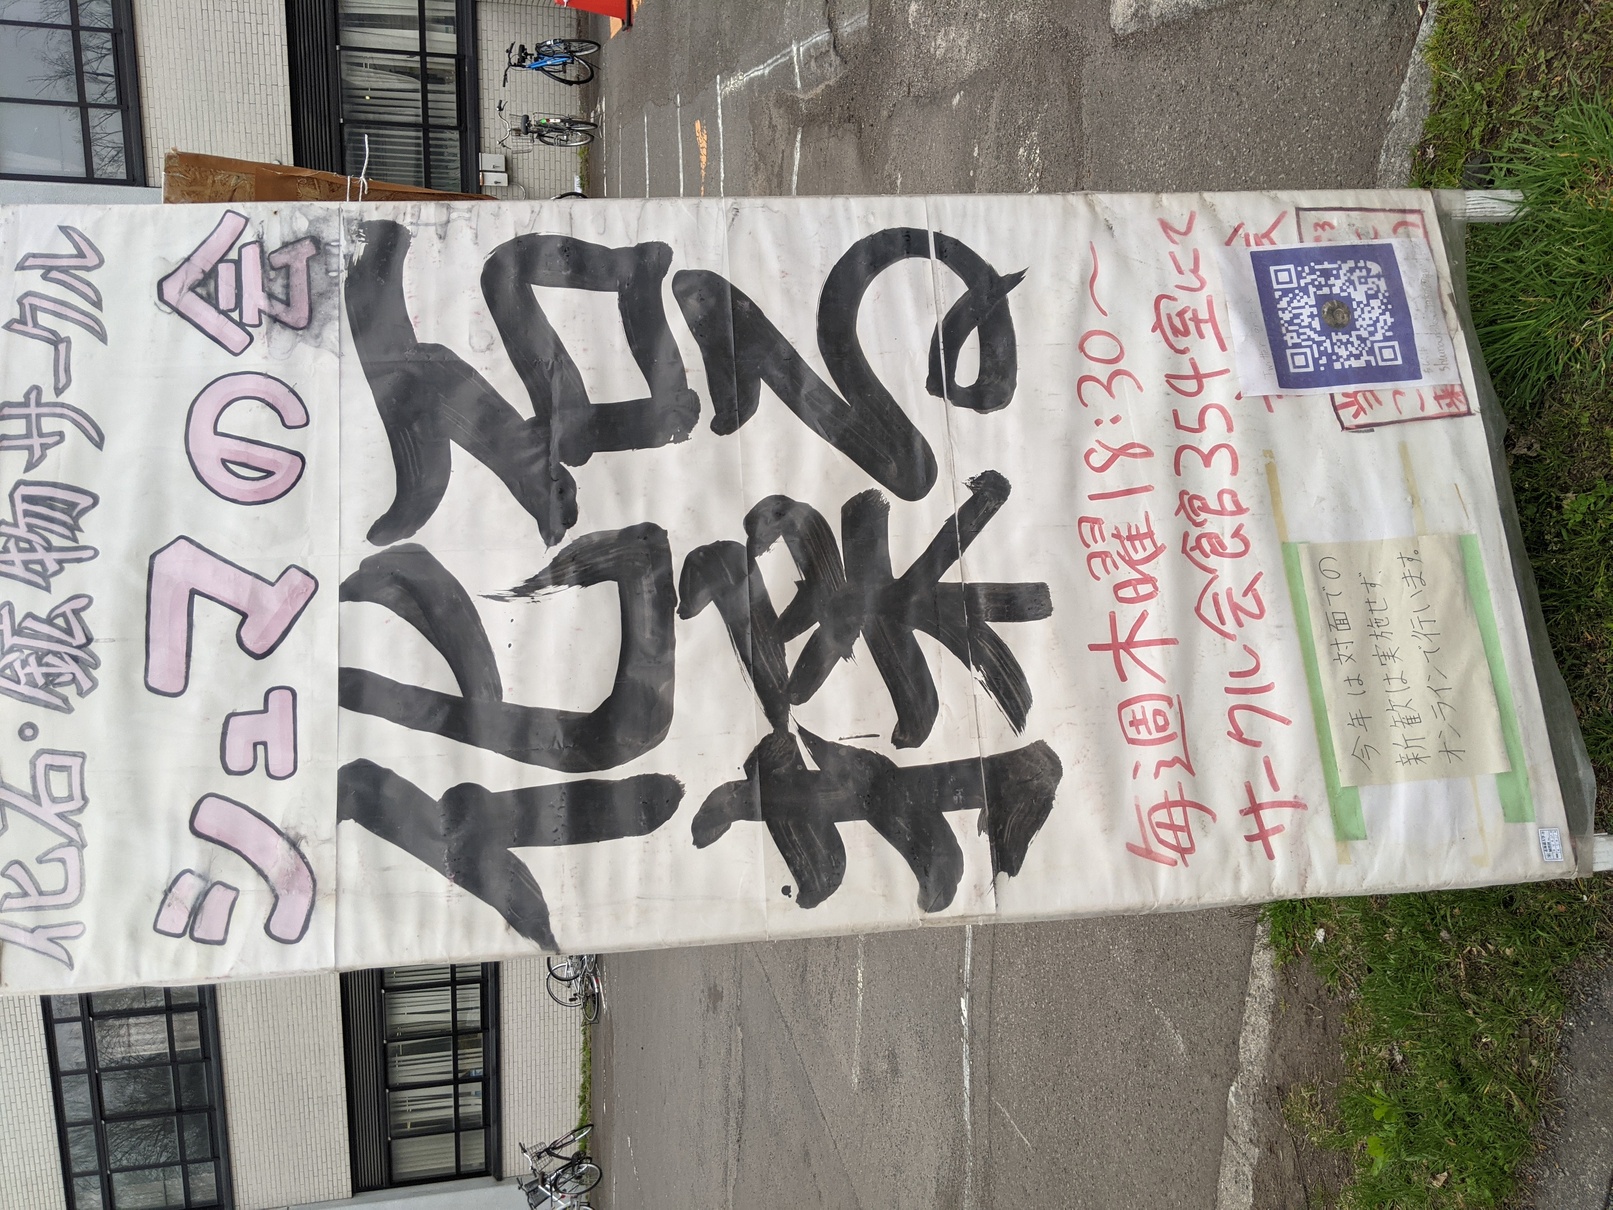 化石・鉱物サークル
シュマの会
化石
採る
毎週木曜18:30〜
サークル会館354室にて
今年は対面での
新歓は実施せず、
オンラインで行います。